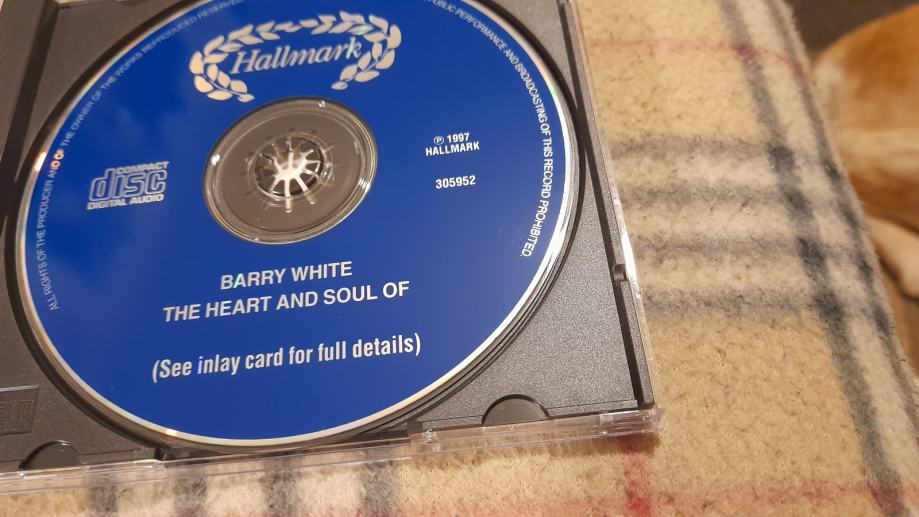 Hallmark
ALL RIGHTS OF THE PRODUCER AND OF THE OWNER OF THE WORKS REPRODUCED RESERVED
PUBLIC PERFORMANCE AND BROADCASTING OF THIS RECORD PROHIBITED.
COMPACT
disc
DIGITAL AUDIO
℗ 1997
HALLMARK
305952
BARRY WHITE
THE HEART AND SOUL OF
(See inlay card for full details)